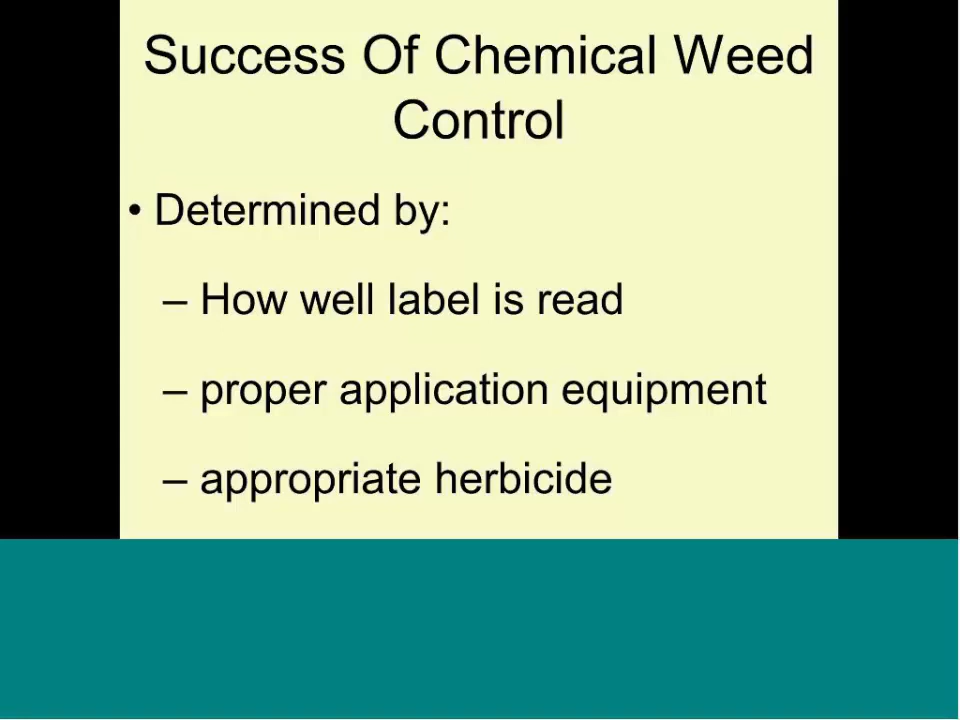 Success Of Chemical Weed
Control
• Determined by:
– How well label is read
– proper application equipment
– appropriate herbicide